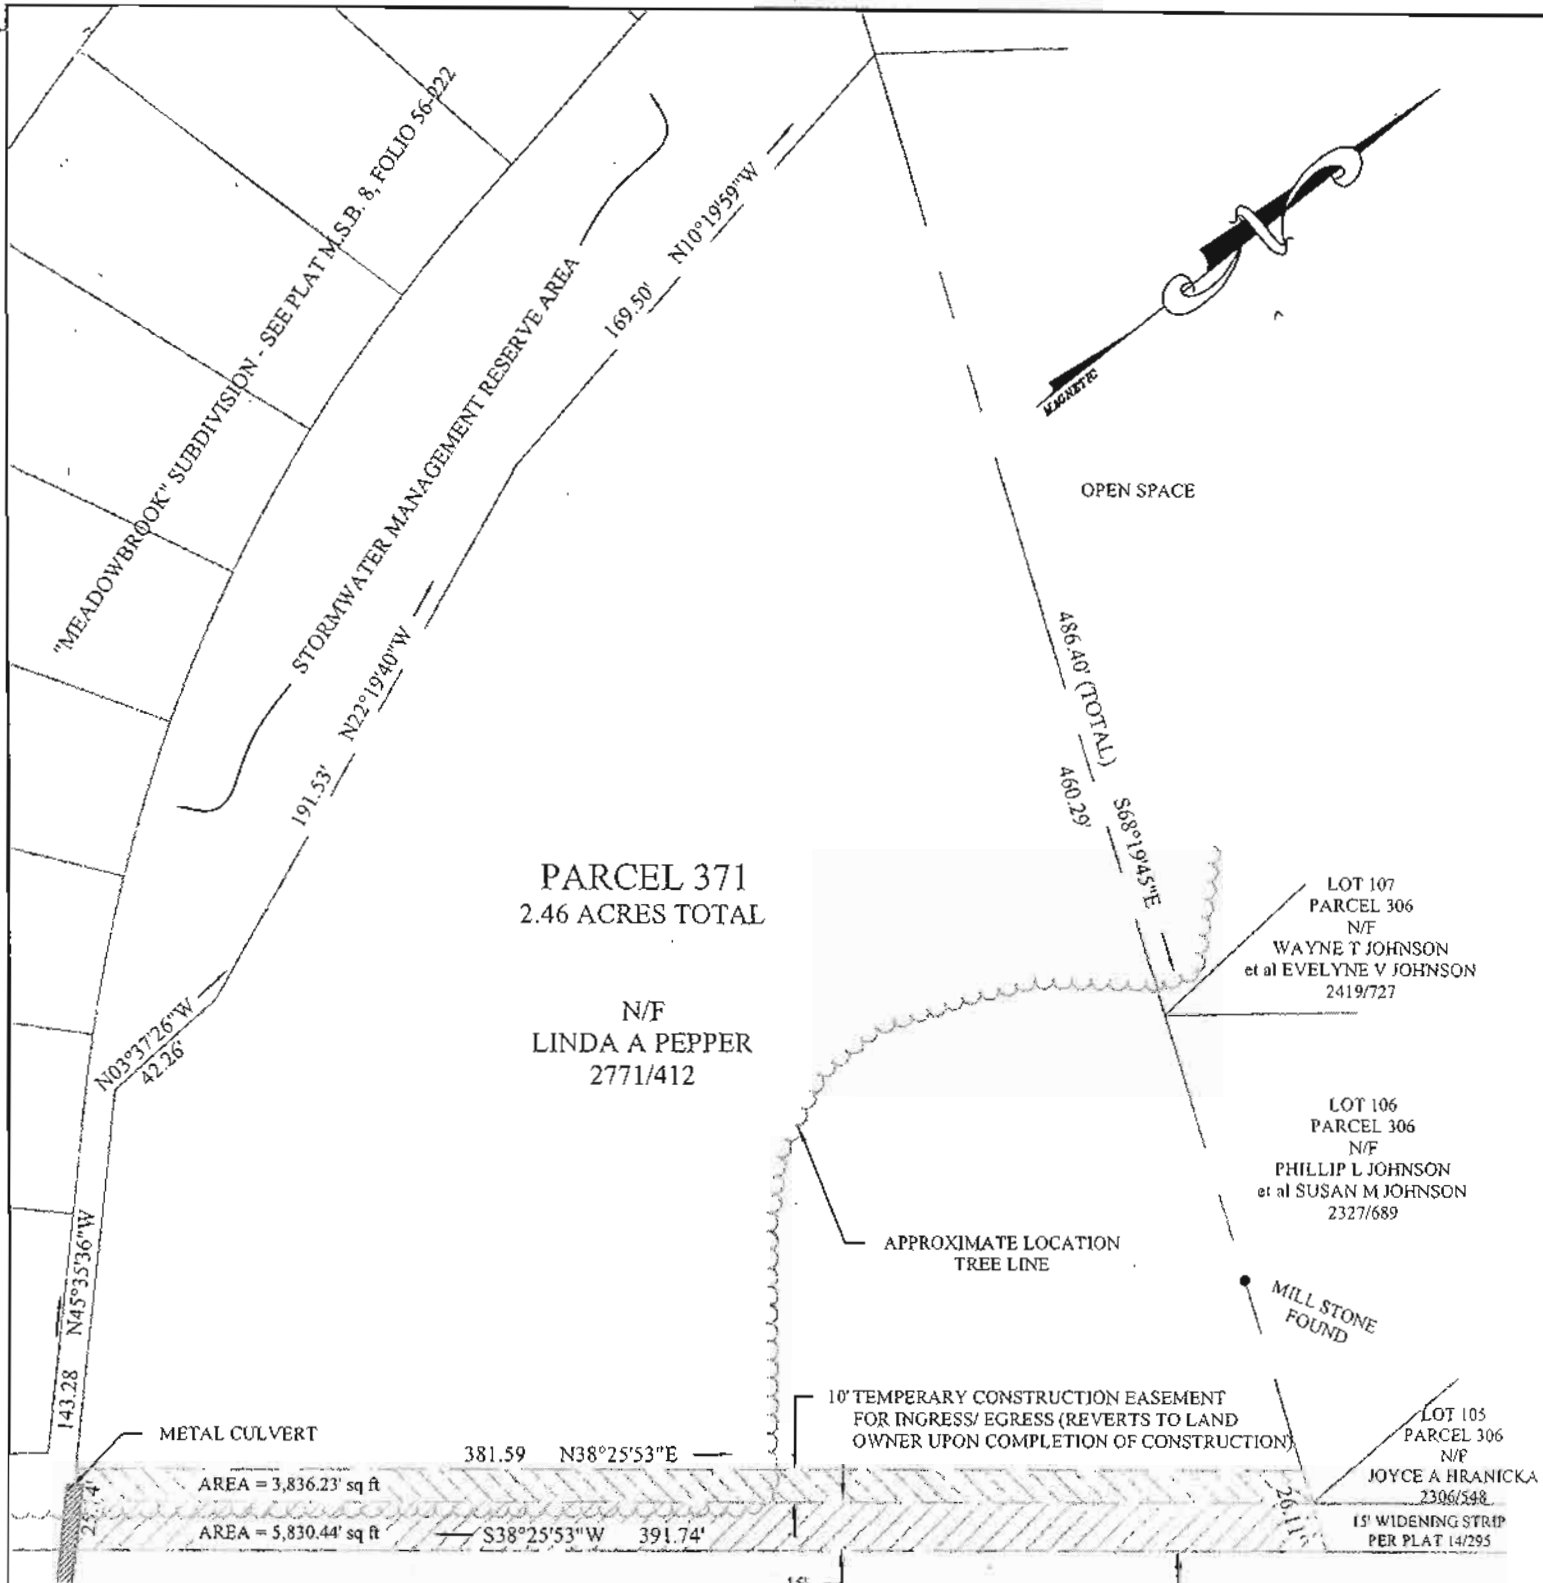 "MEADOWBROOK" SUBDIVISION - SEE PLAT M.S.B. 8, FOLIO 56-222
STORMWATER MANAGEMENT RESERVE AREA
169.50' N10°19'59"W
MAGNETIC
OPEN SPACE
191.53' N22°19'40"W
486.40' (TOTAL)
460.29'
S68°19'45"E
PARCEL 371
2.46 ACRES TOTAL
N/F
LINDA A PEPPER
2771/412
LOT 107
PARCEL 306
N/F
WAYNE T JOHNSON
et al EVELYNE V JOHNSON
2419/727
N03°37'26"W
42.26'
LOT 106
PARCEL 306
N/F
PHILLIP L JOHNSON
et al SUSAN M JOHNSON
2327/689
APPROXIMATE LOCATION
TREE LINE
MILL STONE
FOUND
143.28 N45°35'36"W
METAL CULVERT
10' TEMPERARY CONSTRUCTION EASEMENT
FOR INGRESS/ EGRESS (REVERTS TO LAND
OWNER UPON COMPLETION OF CONSTRUCTION)
LOT 105
PARCEL 306
N/F
JOYCE A HRANICKA
2306/548
381.59 N38°25'53"E
AREA = 3,836.23' sq ft
25.14'
26.11'
AREA = 5,830.44' sq ft
S38°25'53"W 391.74'
15' WIDENING STRIP
PER PLAT 14/295
15'